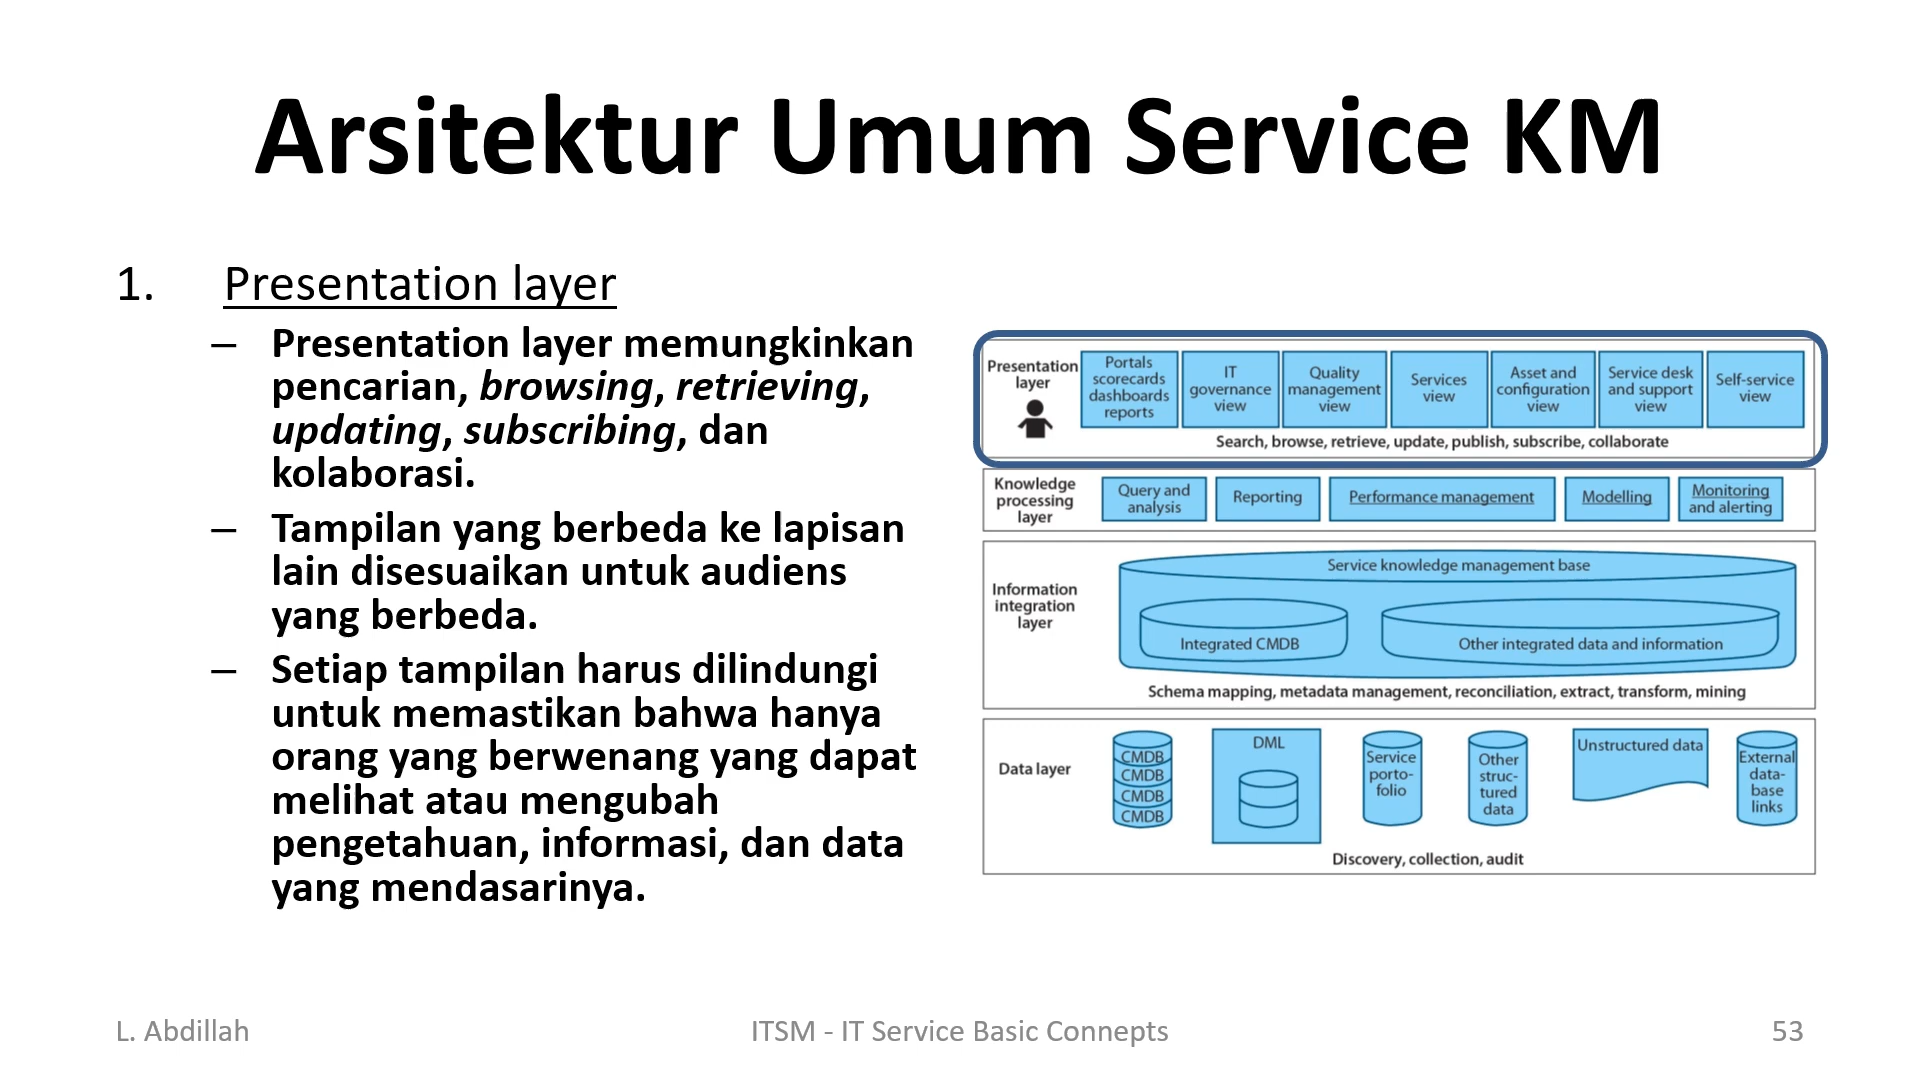 Arsitektur Umum Service KM
1. Presentation layer
– Presentation layer memungkinkan
pencarian, browsing, retrieving,
updating, subscribing, dan
kolaborasi.
– Tampilan yang berbeda ke lapisan
lain disesuaikan untuk audiens
yang berbeda.
– Setiap tampilan harus dilindungi
untuk memastikan bahwa hanya
orang yang berwenang yang dapat
melihat atau mengubah
pengetahuan, informasi, dan data
yang mendasarinya.
Presentation
layer
Portals
scorecards
dashboards
reports
IT
governance
view
Quality
management
view
Services
view
Asset and
configuration
view
Service desk
and support
view
Self-service
view
Search, browse, retrieve, update, publish, subscribe, collaborate
Knowledge
processing
layer
Query and
analysis
Reporting
Performance management
Modelling
Monitoring
and alerting
Information
integration
layer
Service knowledge management base
Integrated CMDB
Other integrated data and information
Schema mapping, metadata management, reconciliation, extract, transform, mining
Data layer
CMDB
CMDB
CMDB
CMDB
DML
Service
porto-
folio
Other
struc-
tured
data
Unstructured data
External
data-
base
links
Discovery, collection, audit
L. Abdillah
ITSM - IT Service Basic Connepts
53